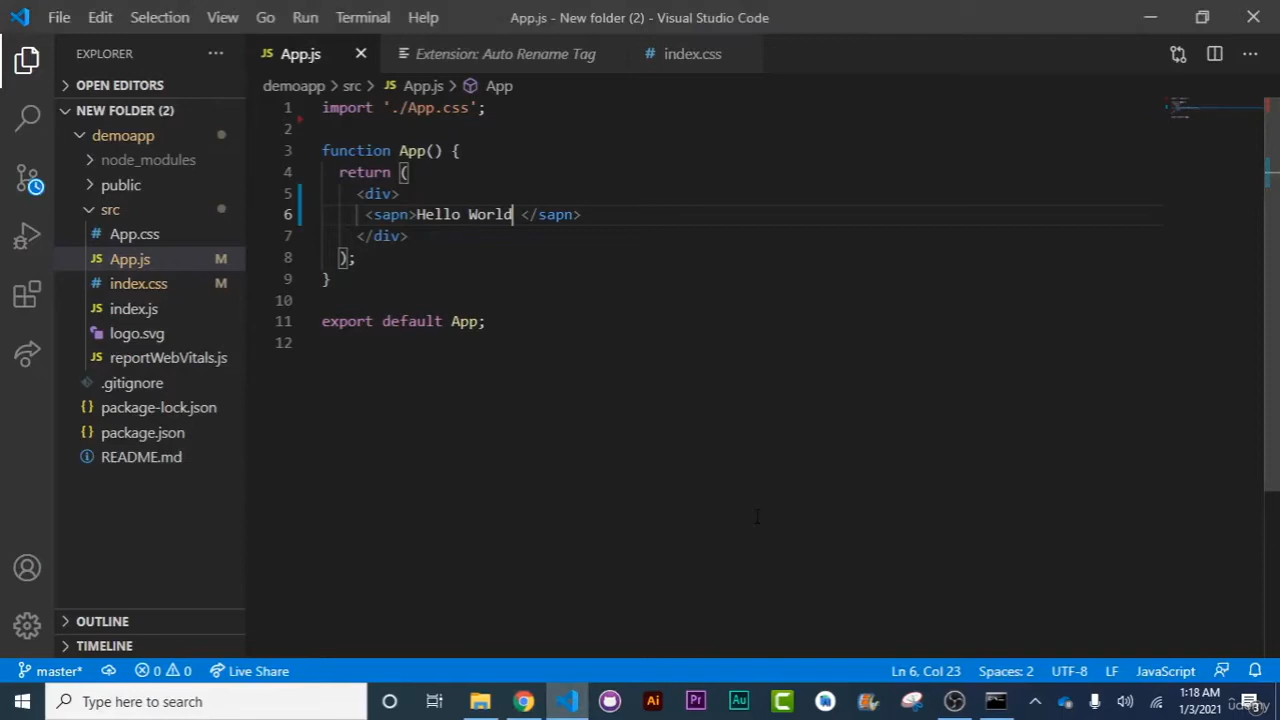 File Edit Selection View Go Run Terminal Help App.js - New folder (2) - Visual Studio Code
EXPLORER ··· JS App.js Extension: Auto Rename Tag # index.css ···
OPEN EDITORS
demoapp > src > JS App.js > App
NEW FOLDER (2)
demoapp
node_modules
public
src
# App.css
JS App.js M
# index.css M
JS index.js
logo.svg
JS reportWebVitals.js
.gitignore
{} package-lock.json
{} package.json
README.md
OUTLINE
TIMELINE
1 import './App.css';
2
3 function App() {
4 return (
5 <div>
6 <sapn>Hello World </sapn>
7 </div>
8 );
9 }
10
11 export default App;
12
master* 0 0 Live Share Ln 6, Col 23 Spaces: 2 UTF-8 LF JavaScript
Type here to search Ai Pr Au 1:18 AM
1/3/2021 3
udemy